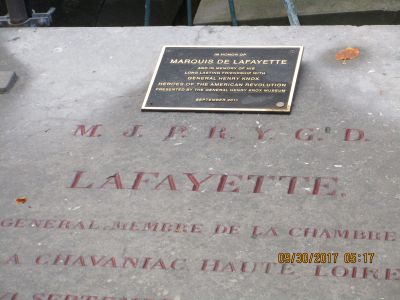 IN HONOR OF
MARQUIS DE LAFAYETTE
AND IN MEMORY OF HIS
LONG LASTING FRIENDSHIP WITH
GENERAL HENRY KNOX
HEROES OF THE AMERICAN REVOLUTION
PRESENTED BY THE GENERAL HENRY KNOX MUSEUM
SEPTEMBER 2011
M. J. P. R. Y. G. D.
LAFAYETTE.
GENERAL, MEMBRE DE LA CHAMBRE
A CHAVANIAC HAUTE LOIRE
SEPTEMB
09/30/2017 05:17